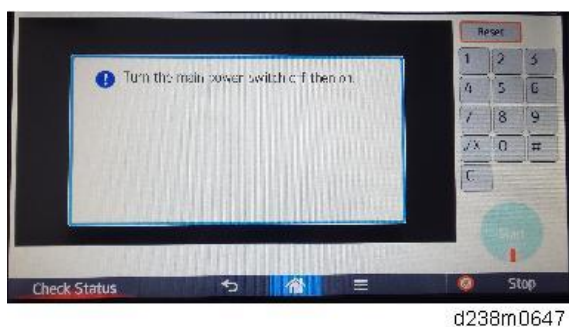 Reset
Turn the main power switch off then on.
1 2 3
4 5 6
7 8 9
./* 0 #
C
Start
Check Status
Stop
d238m0647